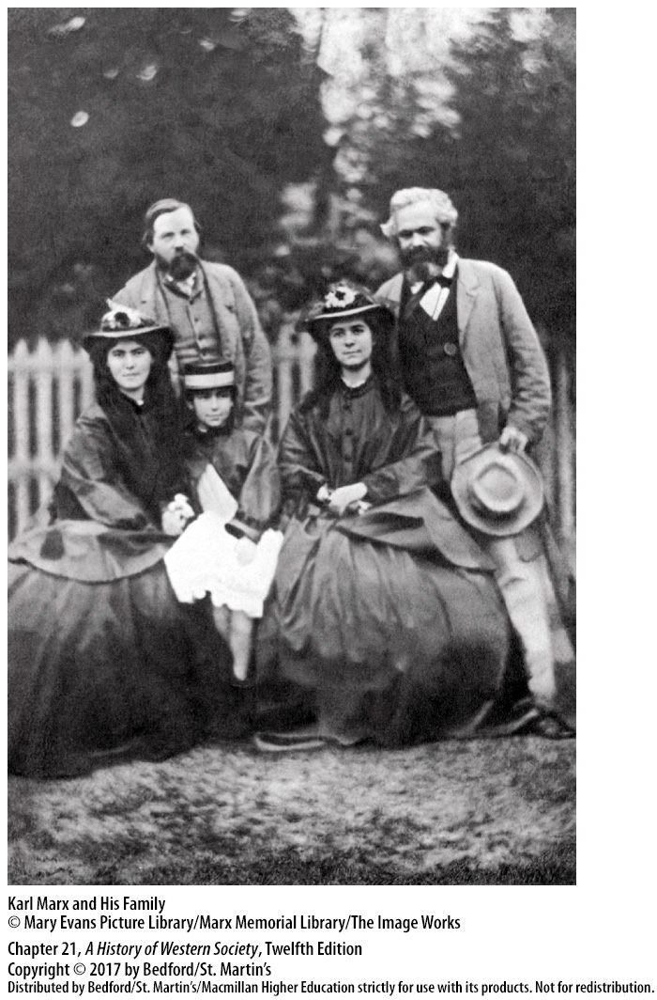 Karl Marx and His Family
© Mary Evans Picture Library/Marx Memorial Library/The Image Works
Chapter 21, A History of Western Society, Twelfth Edition
Copyright © 2017 by Bedford/St. Martin's
Distributed by Bedford/St. Martin's/Macmillan Higher Education strictly for use with its products. Not for redistribution.